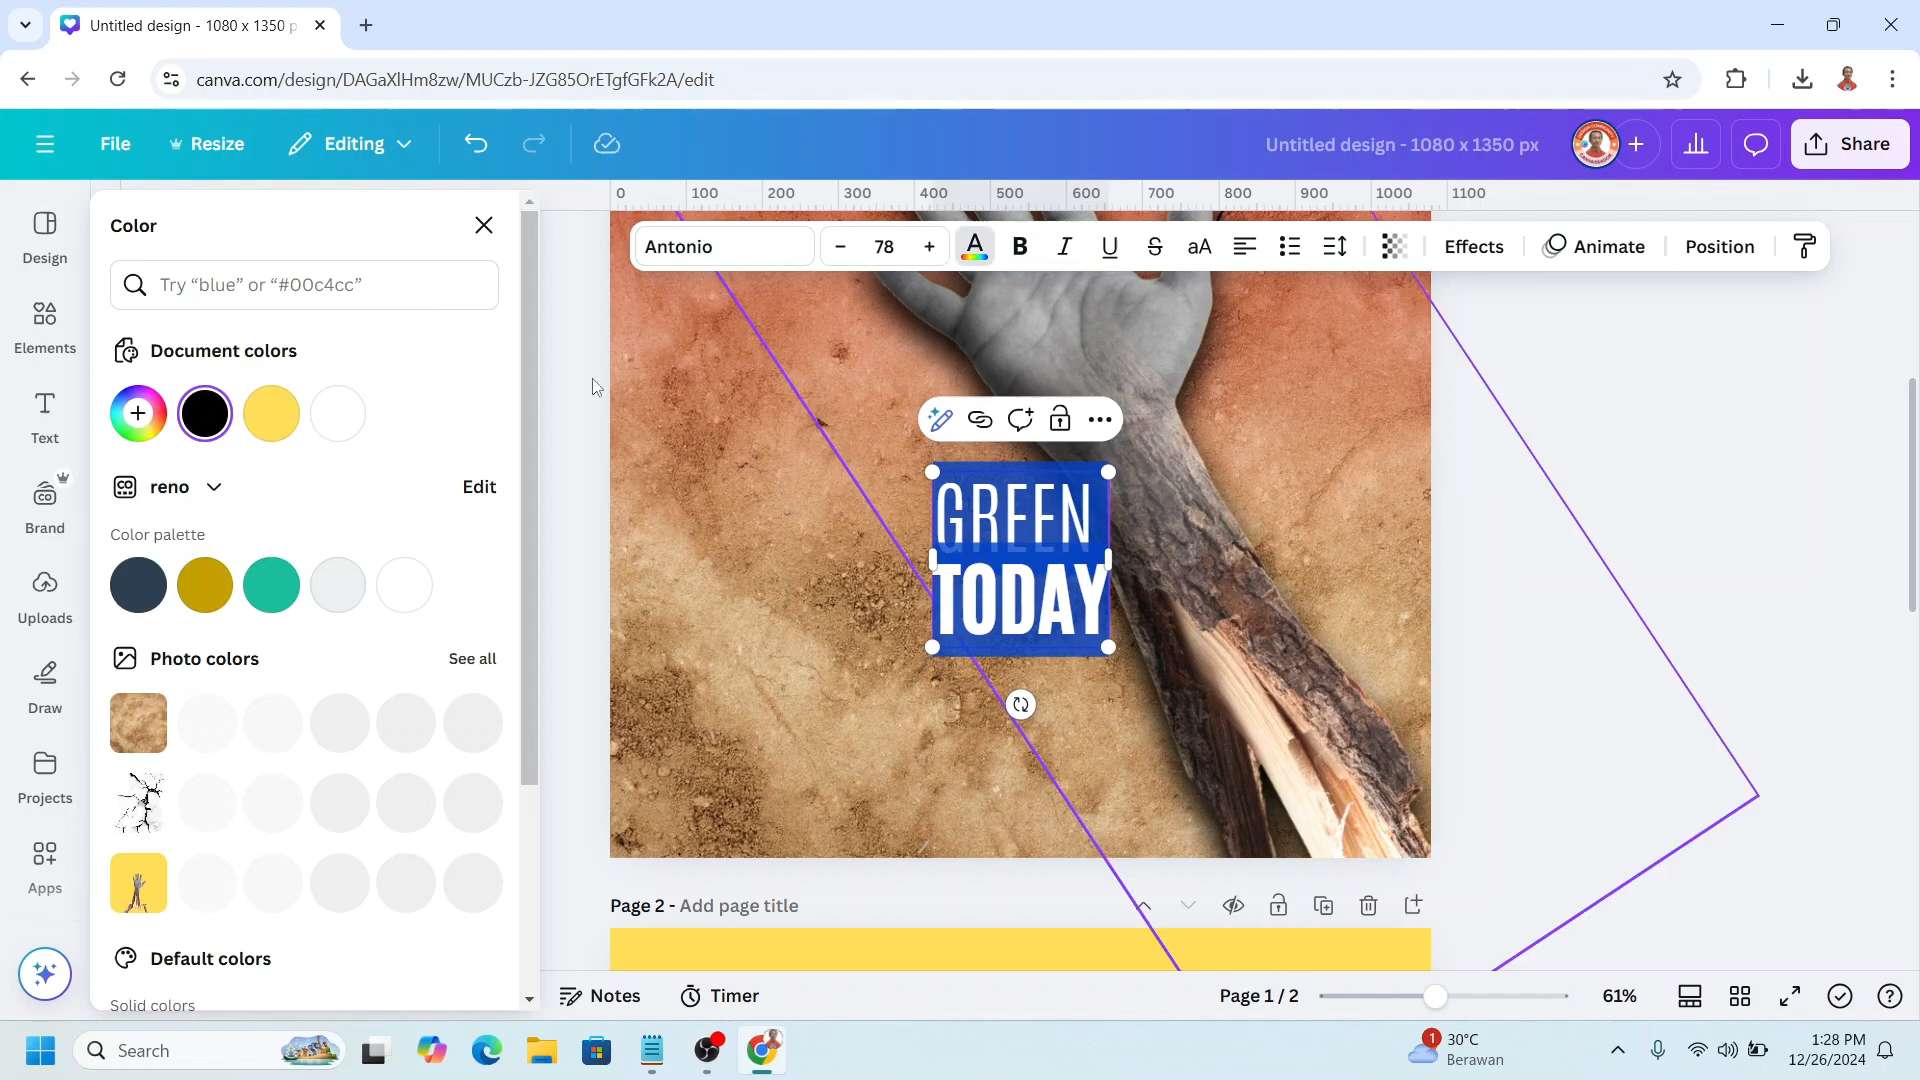 Untitled design - 1080 x 1350 p
canva.com/design/DAGaXlHm8zw/MUCzb-JZG85OrETgfGFk2A/edit
File
Resize
Editing
Untitled design - 1080 x 1350 px
Share
0 100 200 300 400 500 600 700 800 900 1000 1100
Design
Elements
Text
Brand
Uploads
Draw
Projects
Apps
Color
Try “blue” or “#00c4cc”
Document colors
reno
Edit
Color palette
Photo colors
See all
Default colors
Solid colors
Antonio
– 78 +
A B I U S aA
Effects
Animate
Position
GREEN
TODAY
Page 2 - Add page title
Notes
Timer
Page 1 / 2
61%
Search
1
30°C
Berawan
1:28 PM
12/26/2024